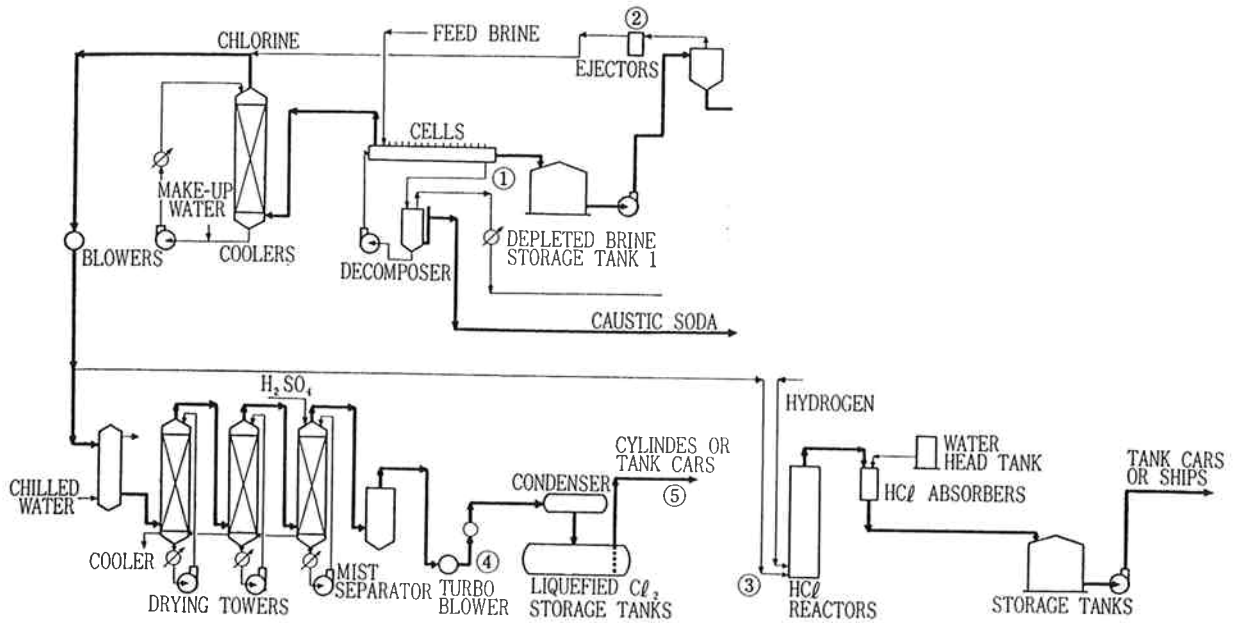 ②
CHLORINE
FEED BRINE
EJECTORS
CELLS
①
MAKE-UP
WATER
BLOWERS
COOLERS
DECOMPOSER
DEPLETED BRINE
STORAGE TANK 1
CAUSTIC SODA
H₂SO₄
HYDROGEN
CYLINDES OR
TANK CARS
⑤
WATER
HEAD TANK
TANK CARS
OR SHIPS
CONDENSER
HCℓ ABSORBERS
CHILLED
WATER
COOLER
④
③
MIST
SEPARATOR
TURBO
BLOWER
LIQUEFIED Cℓ₂
STORAGE TANKS
HCℓ
REACTORS
DRYING TOWERS
STORAGE TANKS